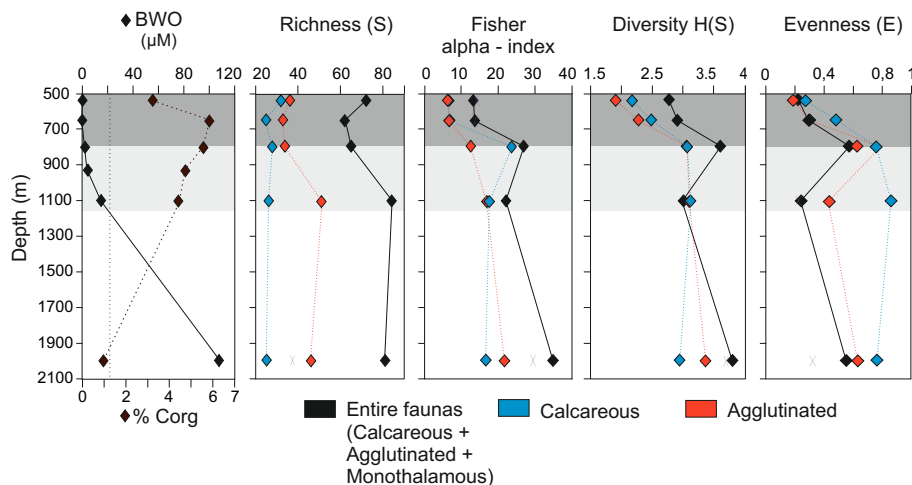 BWO
(µM)
0 40 80 120
Richness (S)
20 40 60 80
Fisher
alpha - index
0 10 20 30 40
Diversity H(S)
1.5 2.5 3.5 4
Evenness (E)
0 0,4 0,8 1
Depth (m)
500
700
900
1100
1300
1500
1700
1900
2100
0 2 4 6 7
% Corg
Entire faunas
(Calcareous +
Agglutinated +
Monothalamous)
Calcareous
Agglutinated